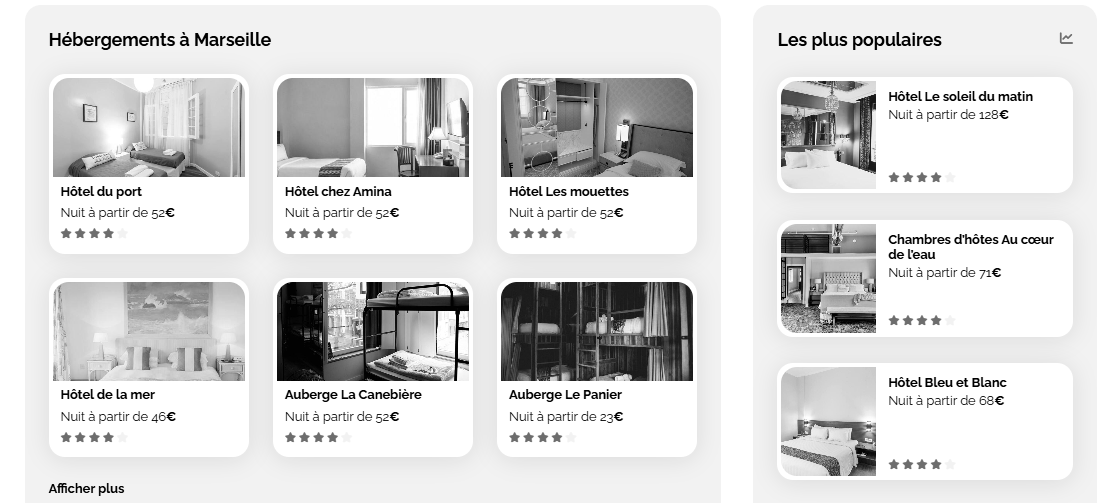 Hébergements à Marseille
Hôtel du port
Nuit à partir de 52€
Hôtel chez Amina
Nuit à partir de 52€
Hôtel Les mouettes
Nuit à partir de 52€
Hôtel de la mer
Nuit à partir de 46€
Auberge La Canebière
Nuit à partir de 52€
Auberge Le Panier
Nuit à partir de 23€
Afficher plus
Les plus populaires
Hôtel Le soleil du matin
Nuit à partir de 128€
Chambres d'hôtes Au cœur
de l'eau
Nuit à partir de 71€
Hôtel Bleu et Blanc
Nuit à partir de 68€